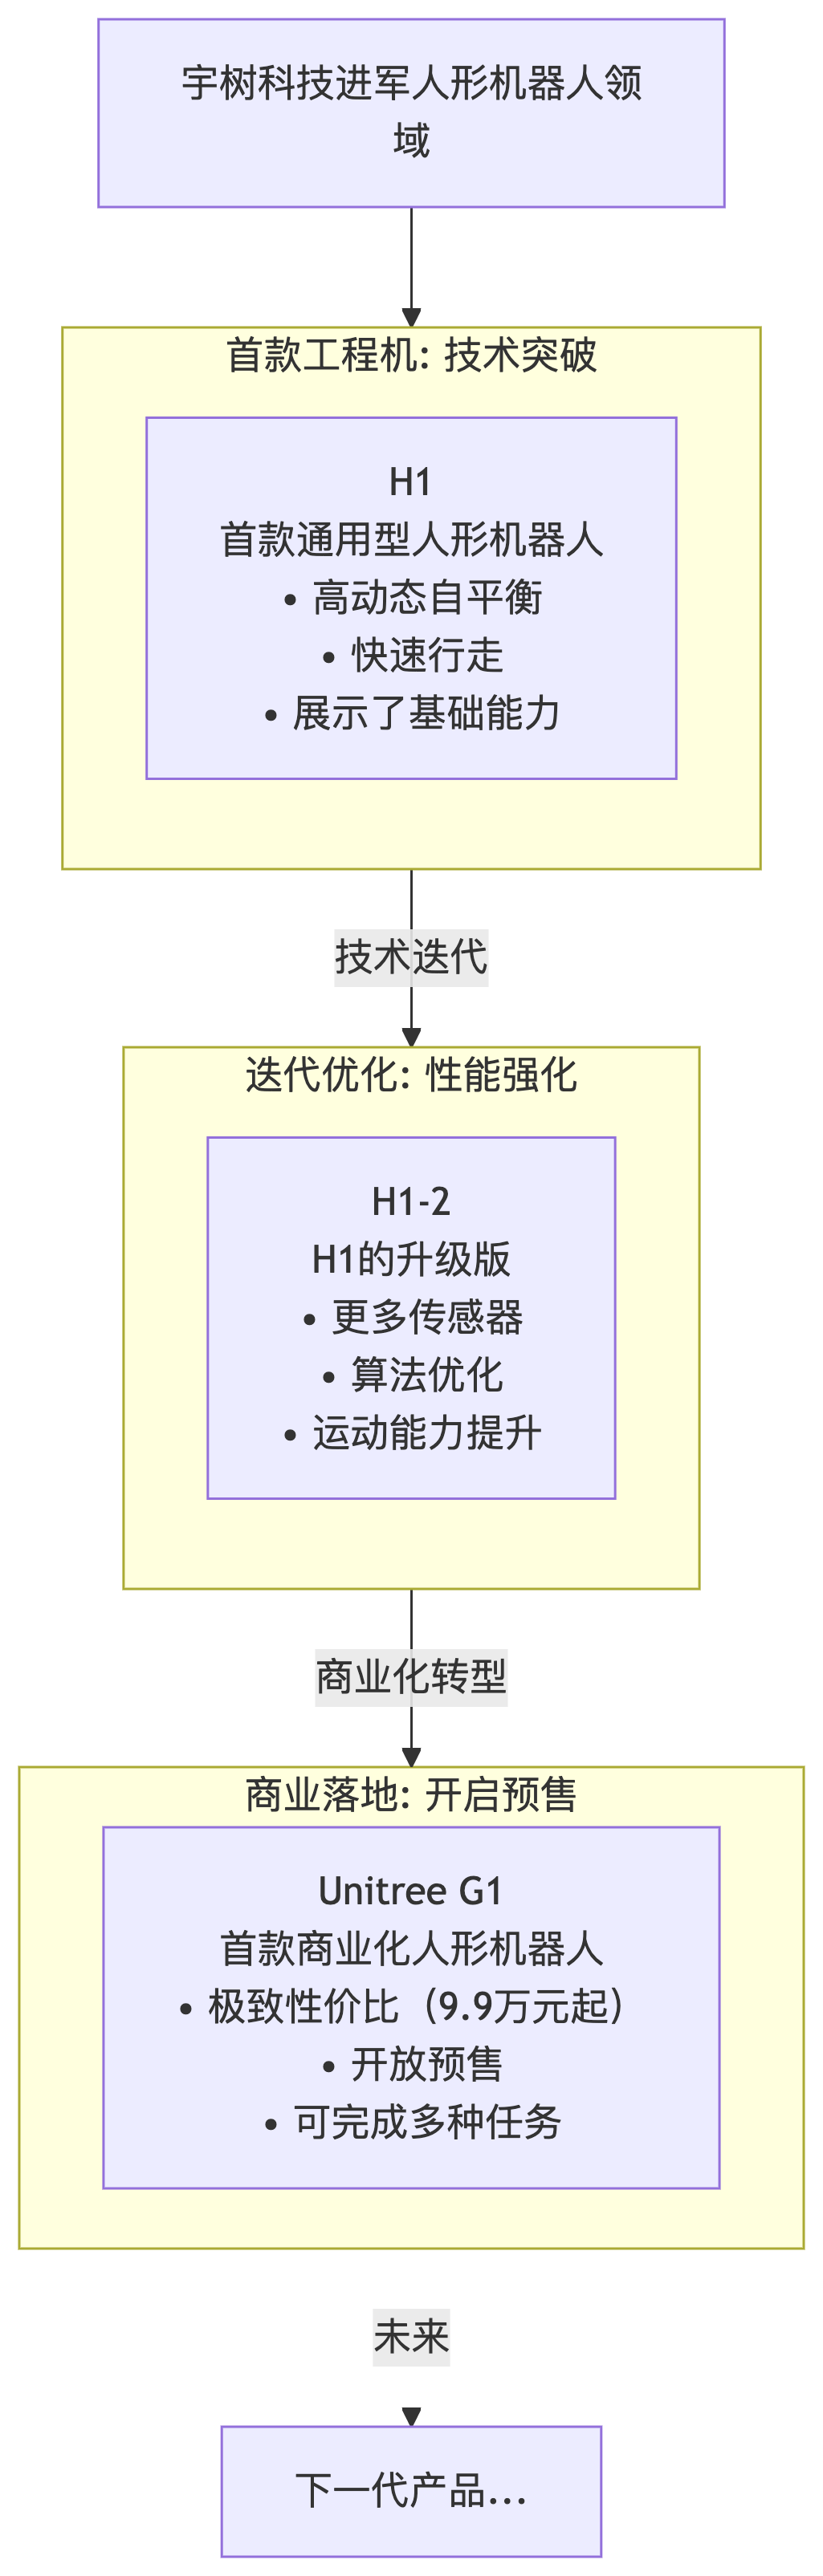 宇树科技进军人形机器人领
域
首款工程机: 技术突破
H1
首款通用型人形机器人
• 高动态自平衡
• 快速行走
• 展示了基础能力
技术迭代
迭代优化: 性能强化
H1-2
H1的升级版
• 更多传感器
• 算法优化
• 运动能力提升
商业化转型
商业落地: 开启预售
Unitree G1
首款商业化人形机器人
• 极致性价比（9.9万元起）
• 开放预售
• 可完成多种任务
未来
下一代产品...